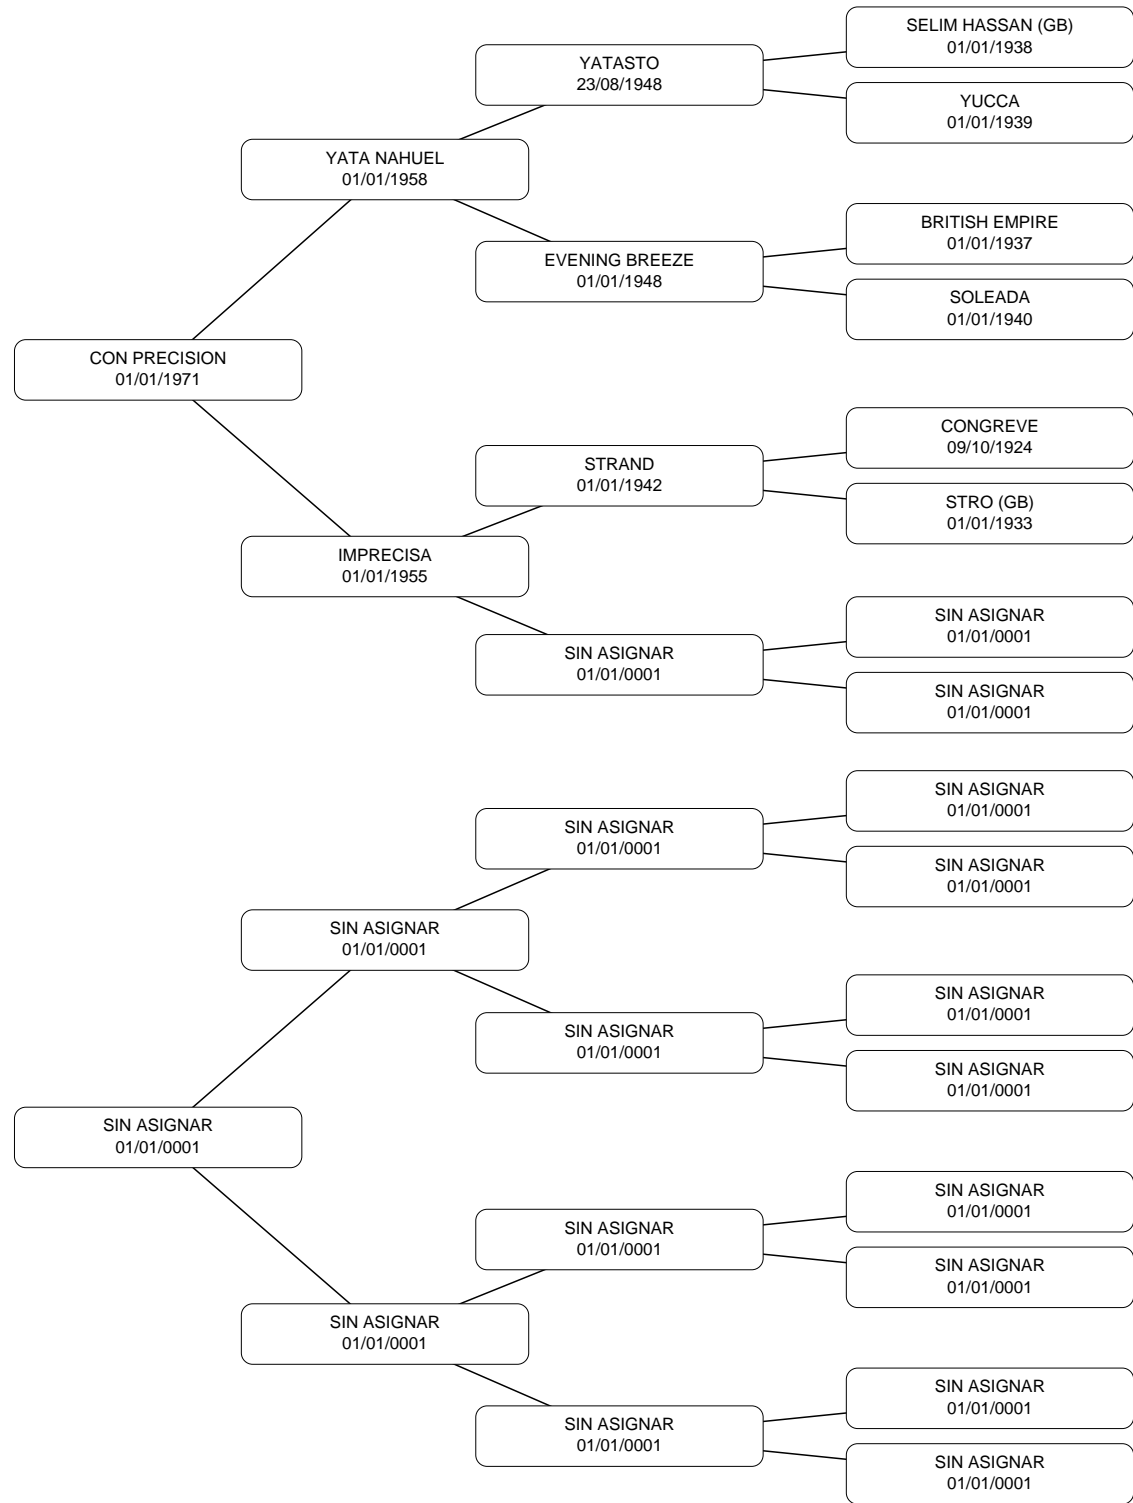 SELIM HASSAN (GB)
01/01/1938
YATASTO
23/08/1948
YUCCA
01/01/1939
YATA NAHUEL
01/01/1958
BRITISH EMPIRE
01/01/1937
EVENING BREEZE
01/01/1948
SOLEADA
01/01/1940
CON PRECISION
01/01/1971
CONGREVE
09/10/1924
STRAND
01/01/1942
STRO (GB)
01/01/1933
IMPRECISA
01/01/1955
SIN ASIGNAR
01/01/0001
SIN ASIGNAR
01/01/0001
SIN ASIGNAR
01/01/0001
SIN ASIGNAR
01/01/0001
SIN ASIGNAR
01/01/0001
SIN ASIGNAR
01/01/0001
SIN ASIGNAR
01/01/0001
SIN ASIGNAR
01/01/0001
SIN ASIGNAR
01/01/0001
SIN ASIGNAR
01/01/0001
SIN ASIGNAR
01/01/0001
SIN ASIGNAR
01/01/0001
SIN ASIGNAR
01/01/0001
SIN ASIGNAR
01/01/0001
SIN ASIGNAR
01/01/0001
SIN ASIGNAR
01/01/0001
SIN ASIGNAR
01/01/0001
SIN ASIGNAR
01/01/0001